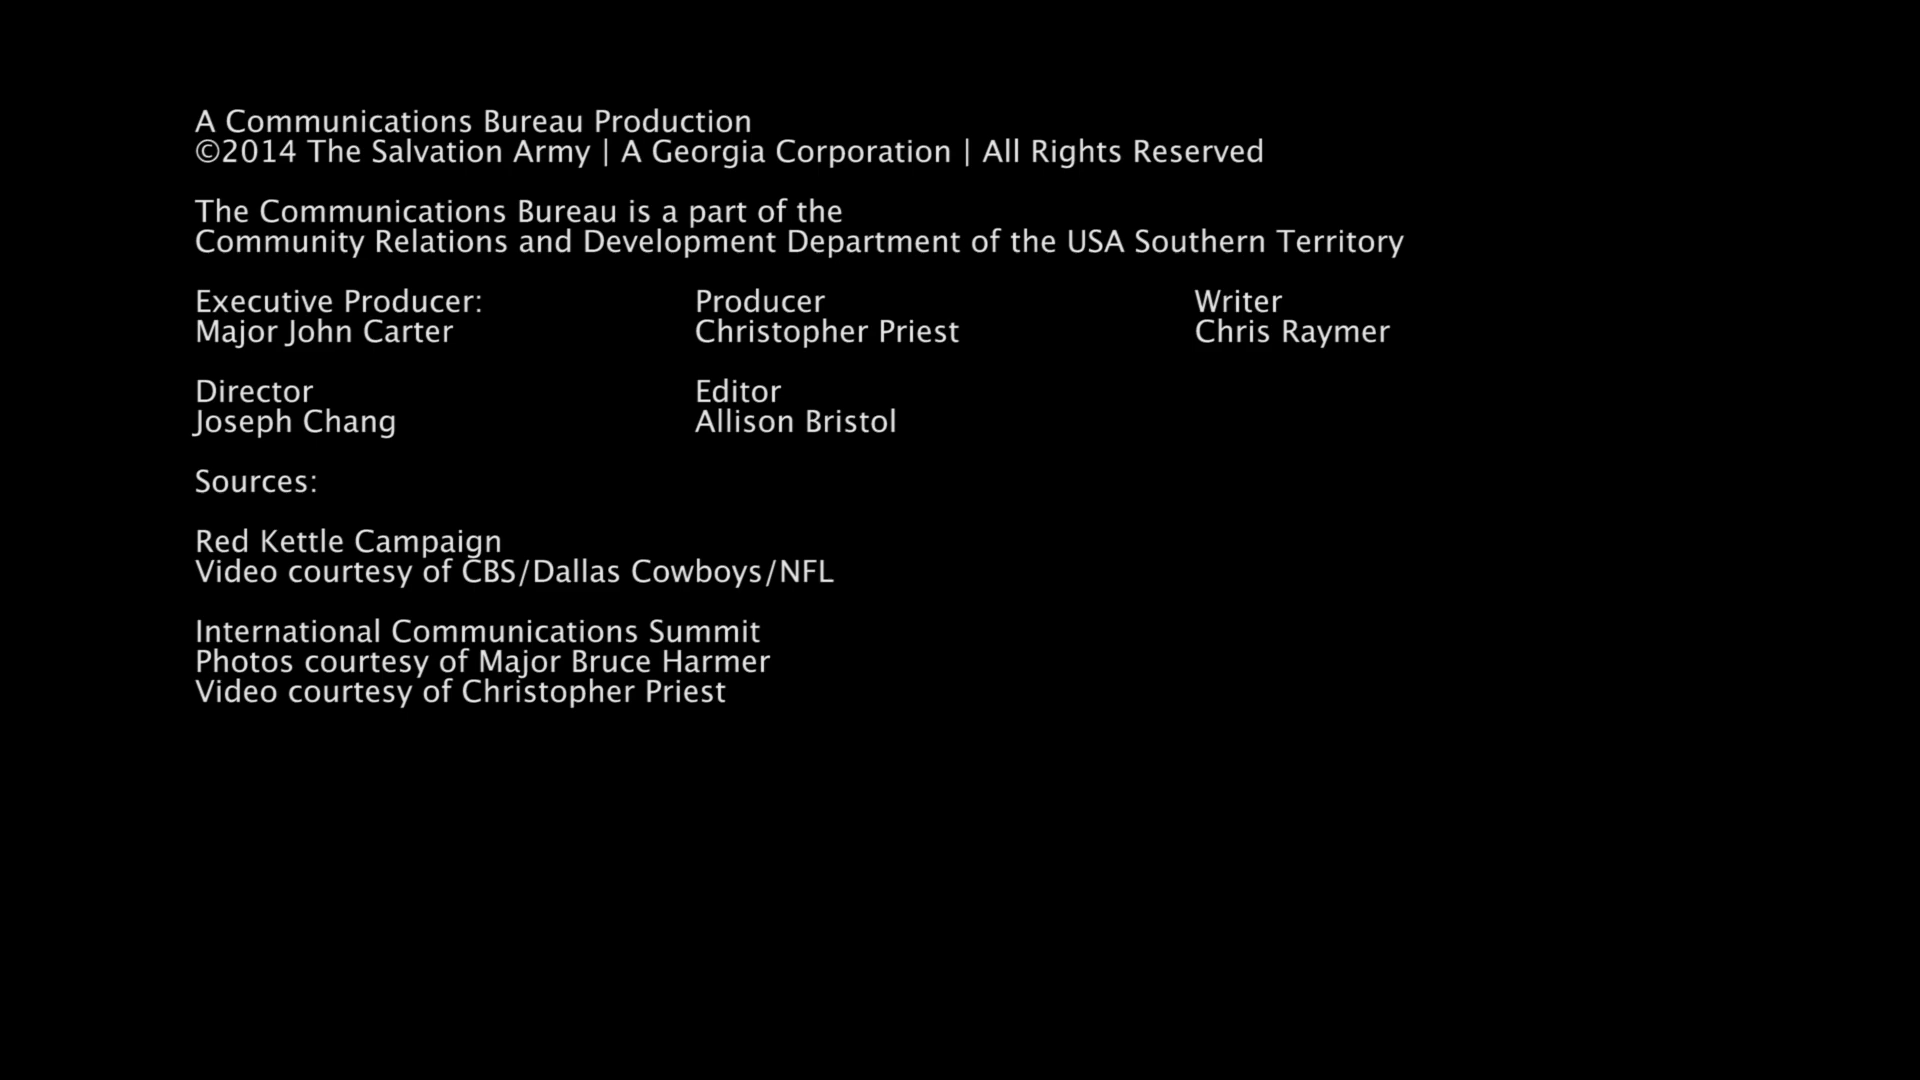 A Communications Bureau Production
©2014 The Salvation Army | A Georgia Corporation | All Rights Reserved
The Communications Bureau is a part of the
Community Relations and Development Department of the USA Southern Territory
Executive Producer: Producer Writer
Major John Carter Christopher Priest Chris Raymer
Director Editor
Joseph Chang Allison Bristol
Sources:
Red Kettle Campaign
Video courtesy of CBS/Dallas Cowboys/NFL
International Communications Summit
Photos courtesy of Major Bruce Harmer
Video courtesy of Christopher Priest